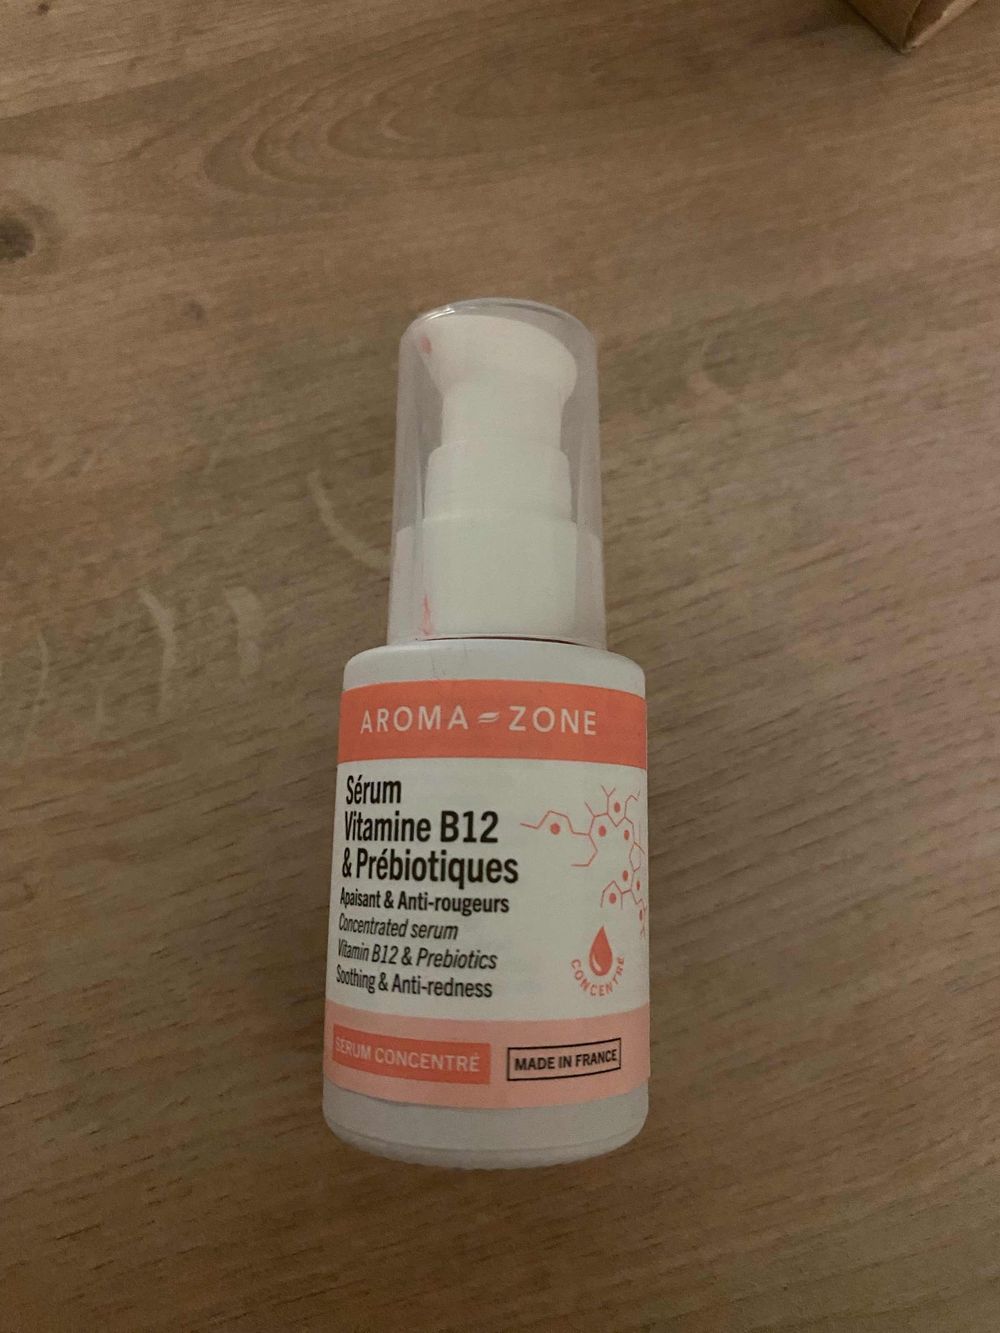 AROMA ZONE
Sérum
Vitamine B12
& Prébiotiques
Apaisant & Anti-rougeurs
Concentrated serum
Vitamin B12 & Prebiotics
Soothing & Anti-redness
CONCENTRÉ
SÉRUM CONCENTRÉ
MADE IN FRANCE